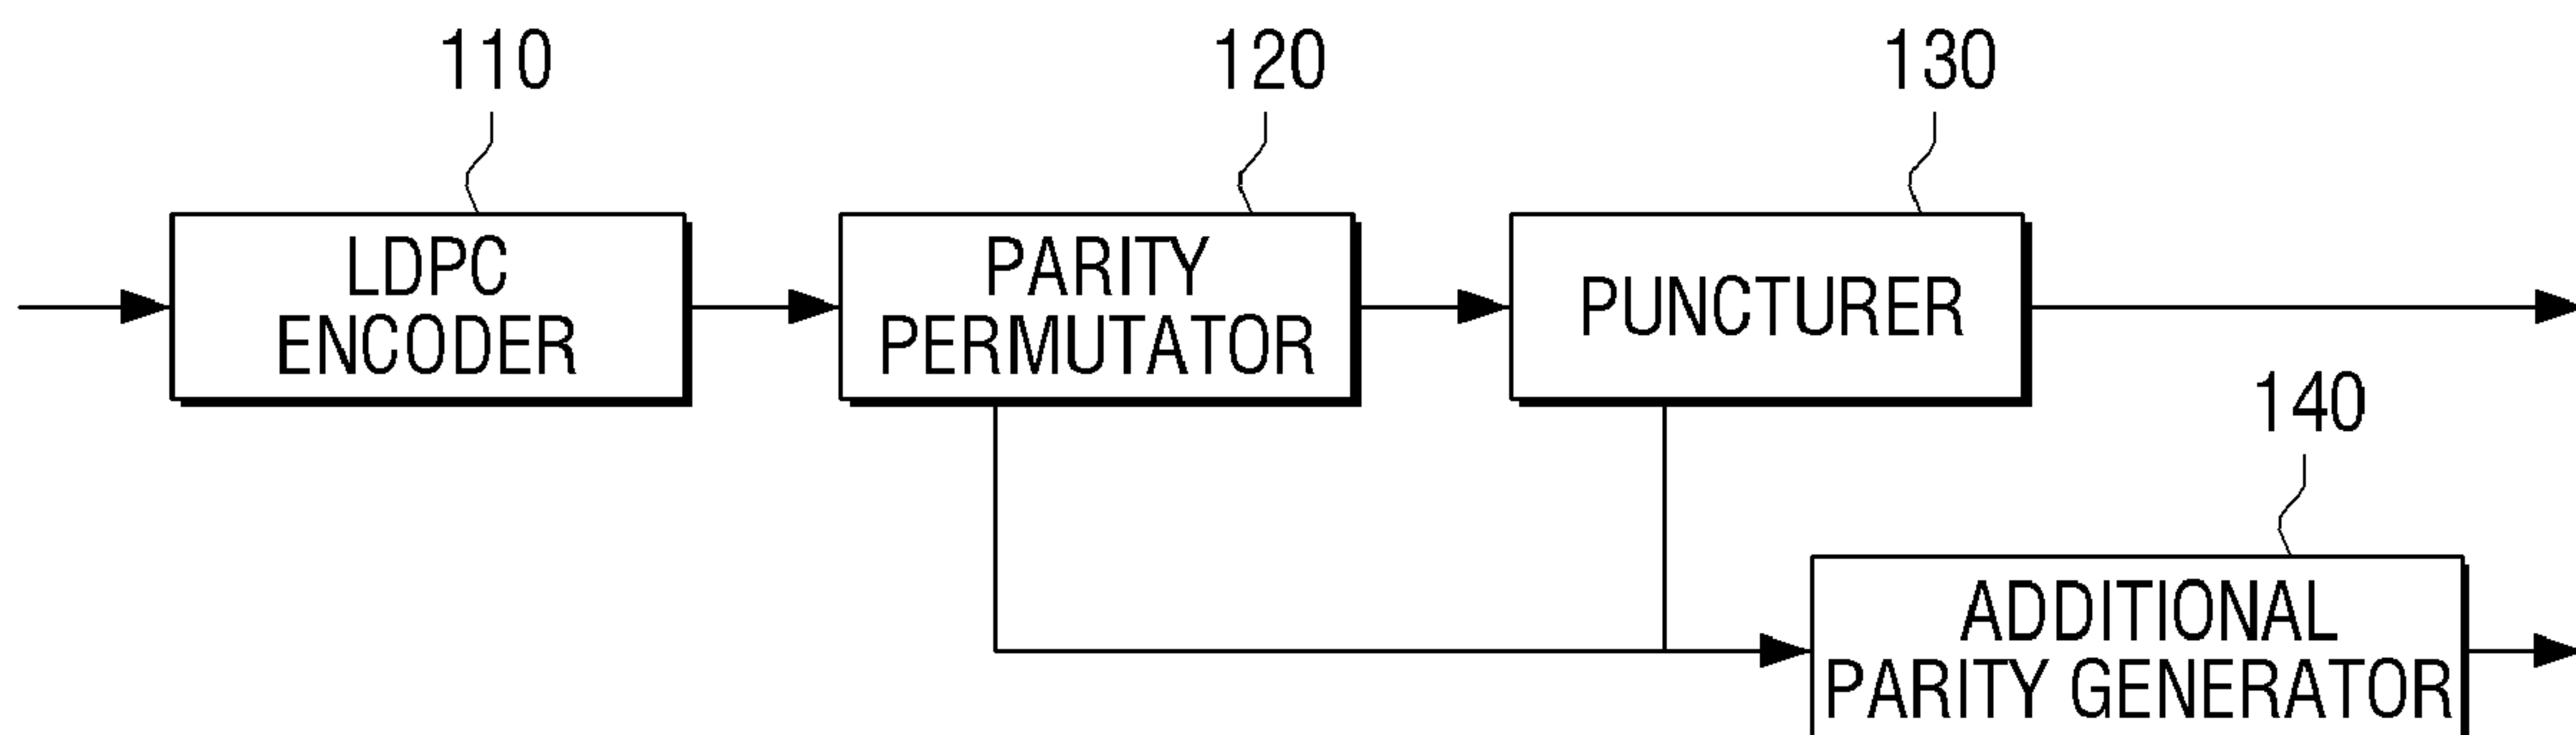 110
120
130
LDPC
ENCODER
PARITY
PERMUTATOR
PUNCTURER
140
ADDITIONAL
PARITY GENERATOR